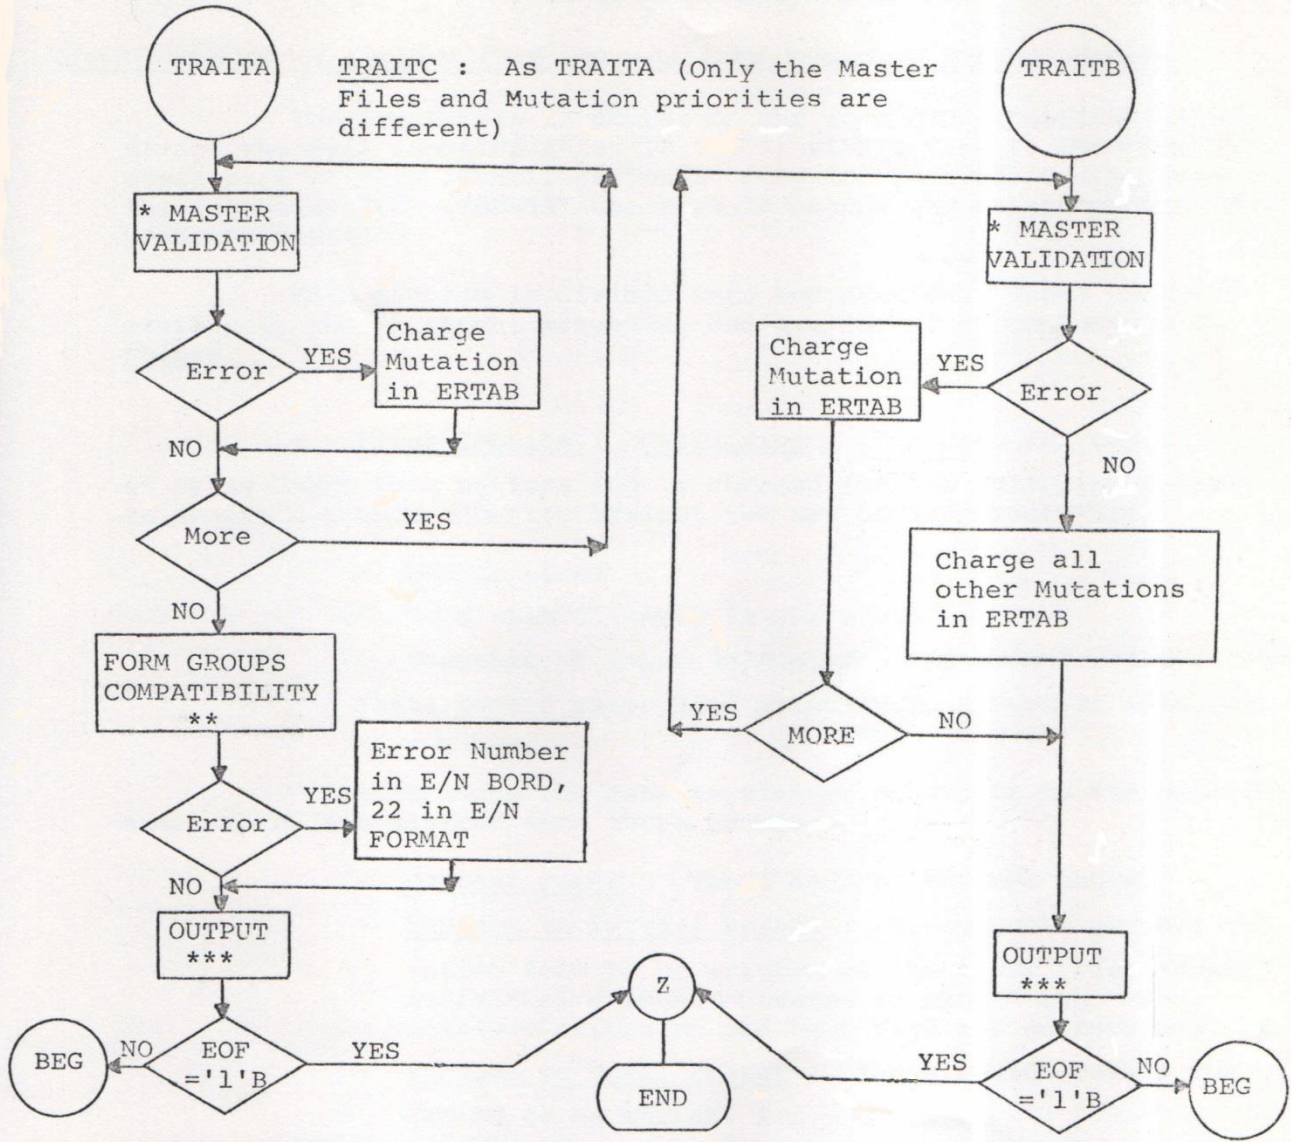 TRAITA
TRAITC : As TRAITA (Only the Master
Files and Mutation priorities are
different)
TRAITB
* MASTER
VALIDATION
Error
YES
Charge
Mutation
in ERTAB
NO
More
YES
NO
FORM GROUPS
COMPATIBILITY
**
Error
YES
Error Number
in E/N BORD,
22 in E/N
FORMAT
NO
OUTPUT
***
EOF
='1'B
NO
BEG
YES
Z
END
* MASTER
VALIDATION
Error
YES
Charge
Mutation
in ERTAB
NO
Charge all
other Mutations
in ERTAB
MORE
YES
NO
OUTPUT
***
EOF
='1'B
YES
NO
BEG